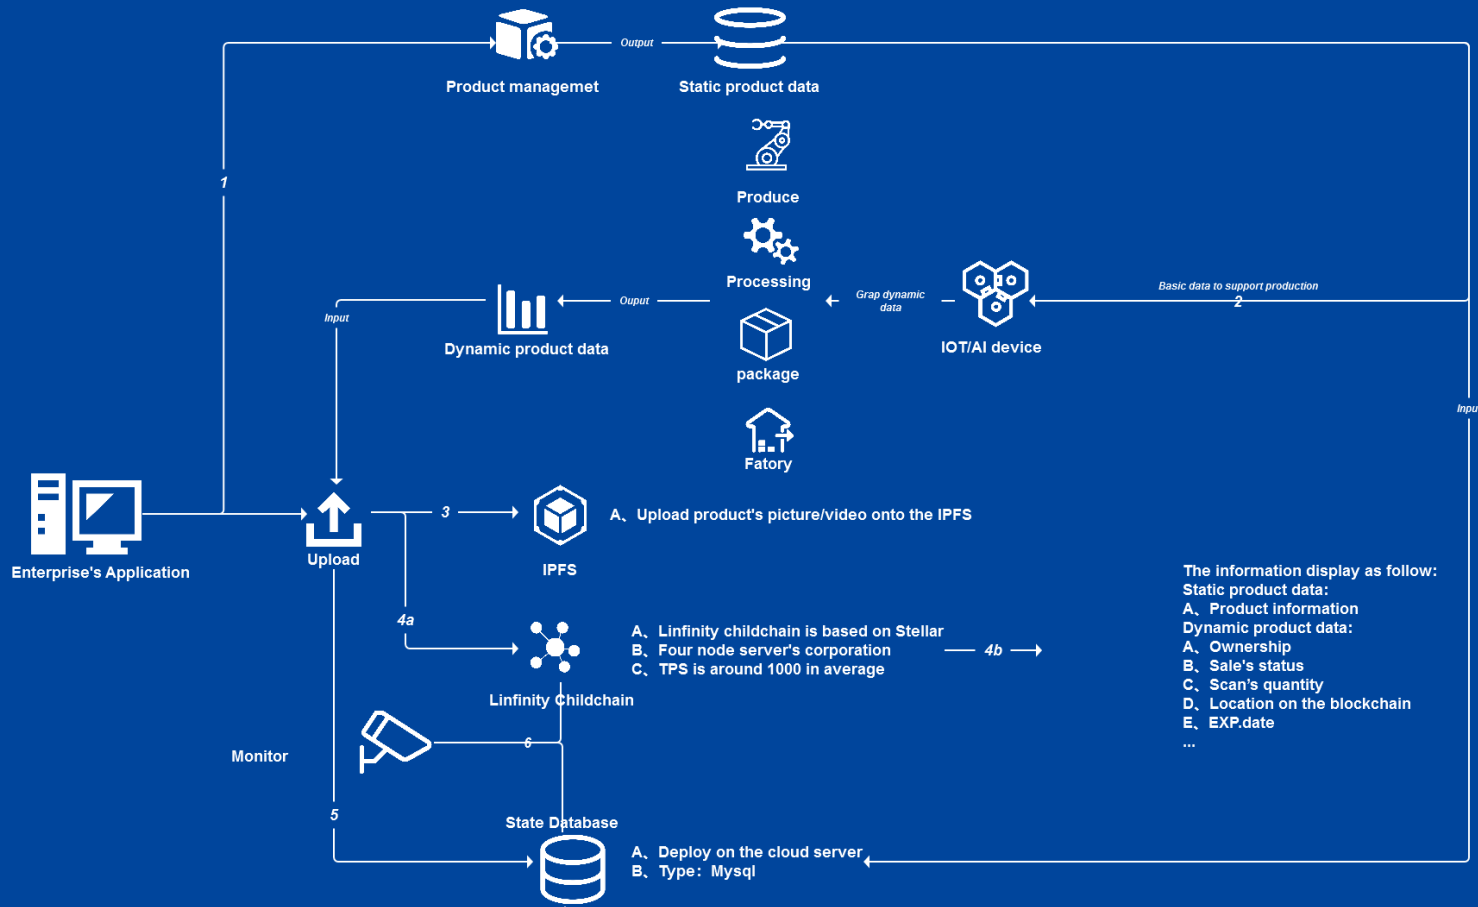 Output
Product managemet
Static product data
1
Produce
Processing
Basic data to support production
2
Grap dynamic
data
Ouput
Input
IOT/AI device
Dynamic product data
package
Inpu
Fatory
3
A、Upload product's picture/video onto the IPFS
Upload
Enterprise's Application
IPFS
The information display as follow:
Static product data:
A、Product information
Dynamic product data:
A、Ownership
B、Sale's status
C、Scan’s quantity
D、Location on the blockchain
E、EXP.date
...
4a
A、Linfinity childchain is based on Stellar
B、Four node server's corporation
C、TPS is around 1000 in average
4b
Linfinity Childchain
6
Monitor
5
State Database
A、Deploy on the cloud server
B、Type：Mysql